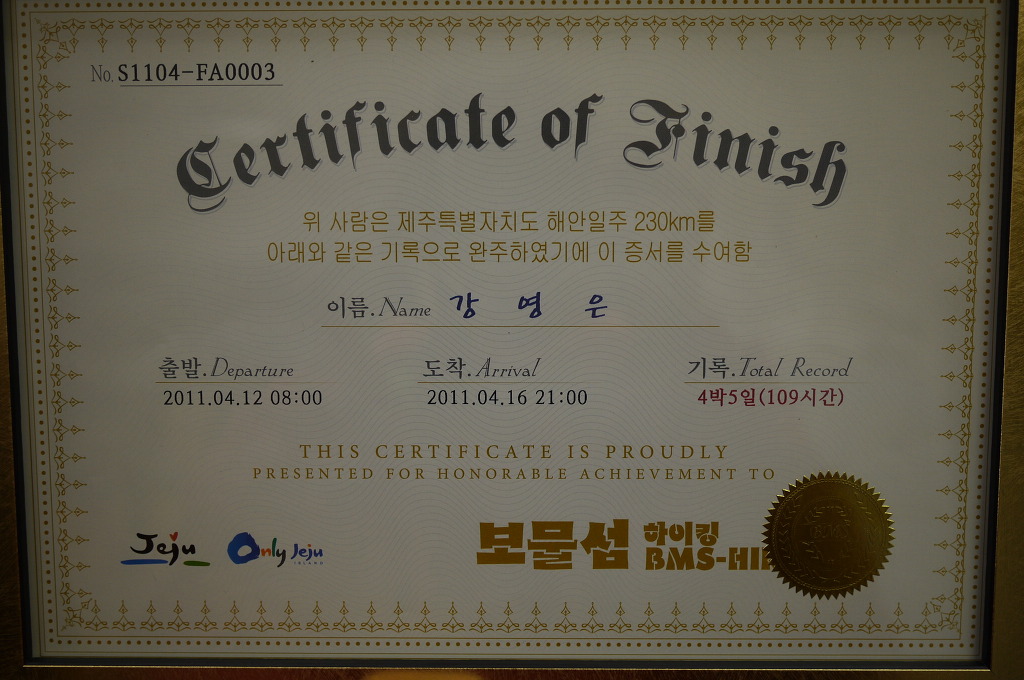 No. S1104-FA0003
Certificate of Finish
위 사람은 제주특별자치도 해안일주 230km를
아래와 같은 기록으로 완주하였기에 이 증서를 수여함
이름. Name 강 영 은
출발. Departure 도착. Arrival 기록. Total Record
2011.04.12 08:00 2011.04.16 21:00 4박5일(109시간)
THIS CERTIFICATE IS PROUDLY
PRESENTED FOR HONORABLE ACHIEVEMENT TO
Jeju Only Jeju ISLAND 보물섬 하이킹